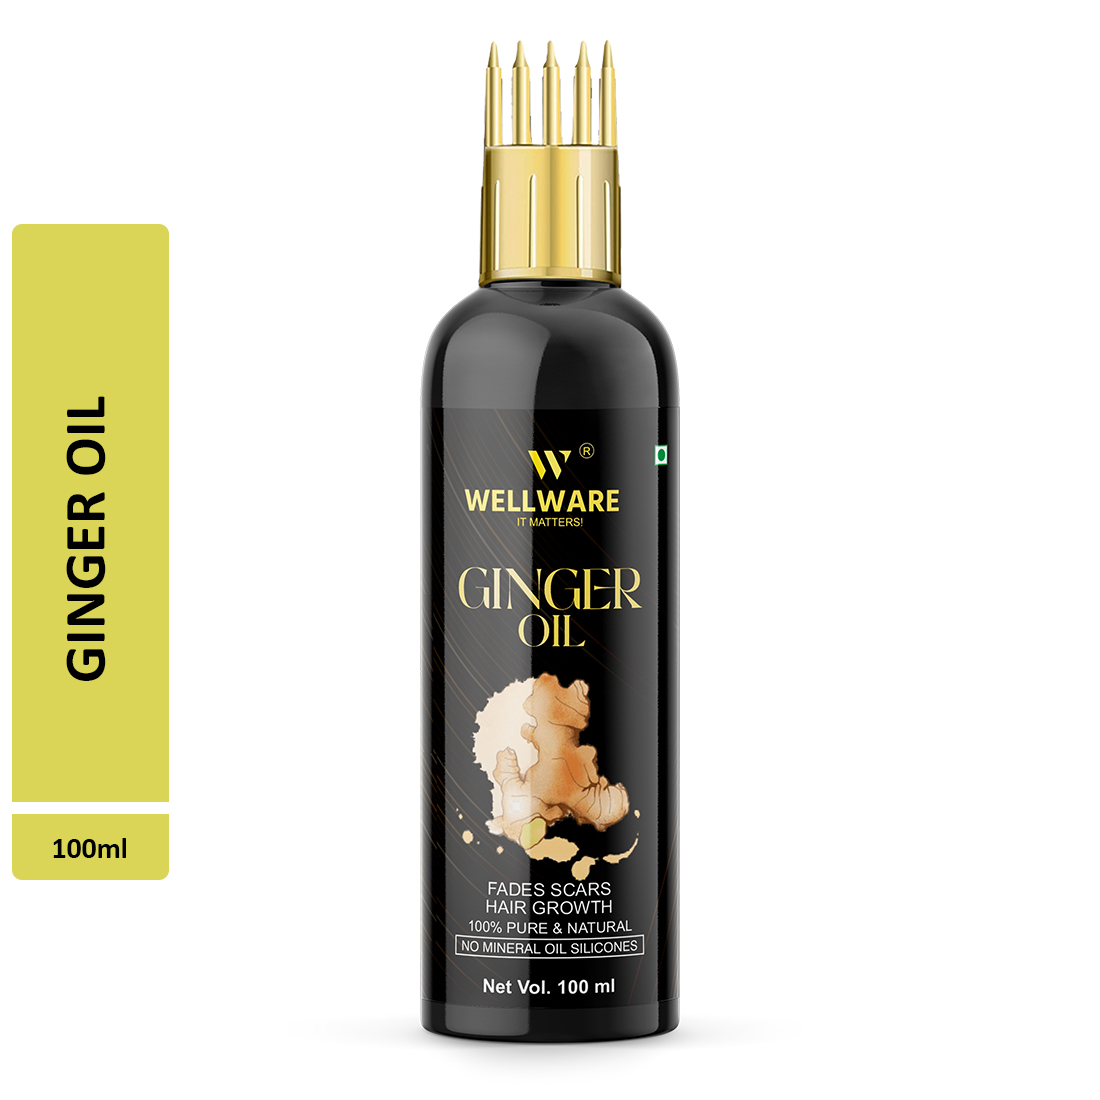 GINGER OIL
100ml
W®
WELLWARE
IT MATTERS!
GINGER
OIL
FADES SCARS
HAIR GROWTH
100% PURE & NATURAL
NO MINERAL OIL SILICONES
Net Vol. 100 ml